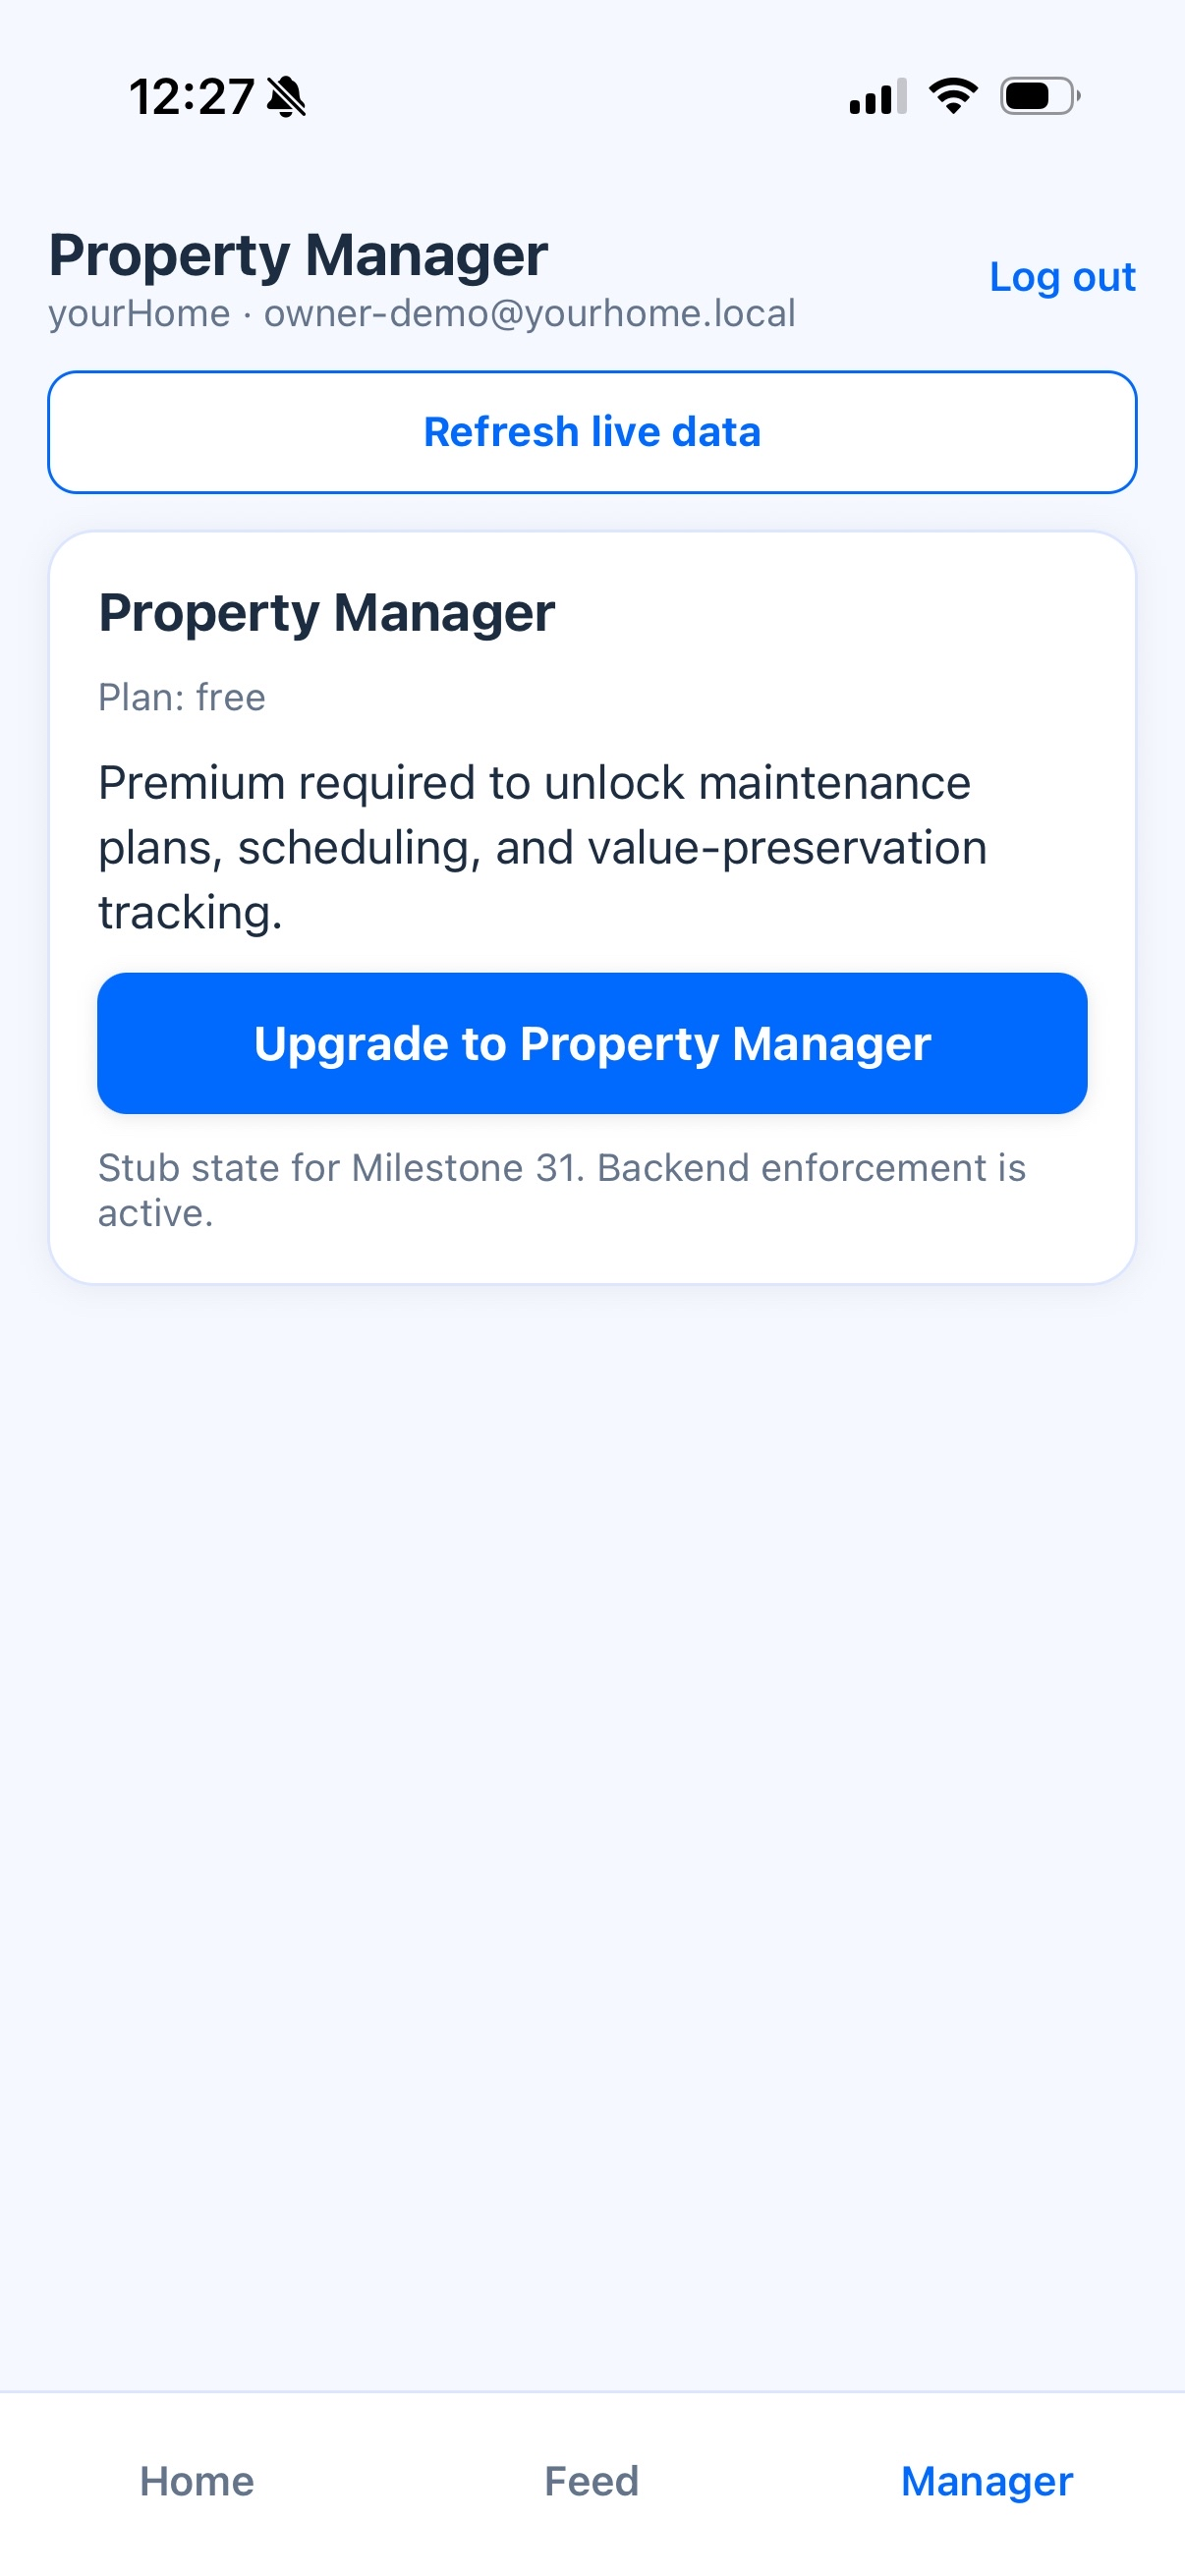 12:27
Property Manager
Log out
yourHome · owner-demo@yourhome.local
Refresh live data
Property Manager
Plan: free
Premium required to unlock maintenance
plans, scheduling, and value-preservation
tracking.
Upgrade to Property Manager
Stub state for Milestone 31. Backend enforcement is
active.
Home
Feed
Manager